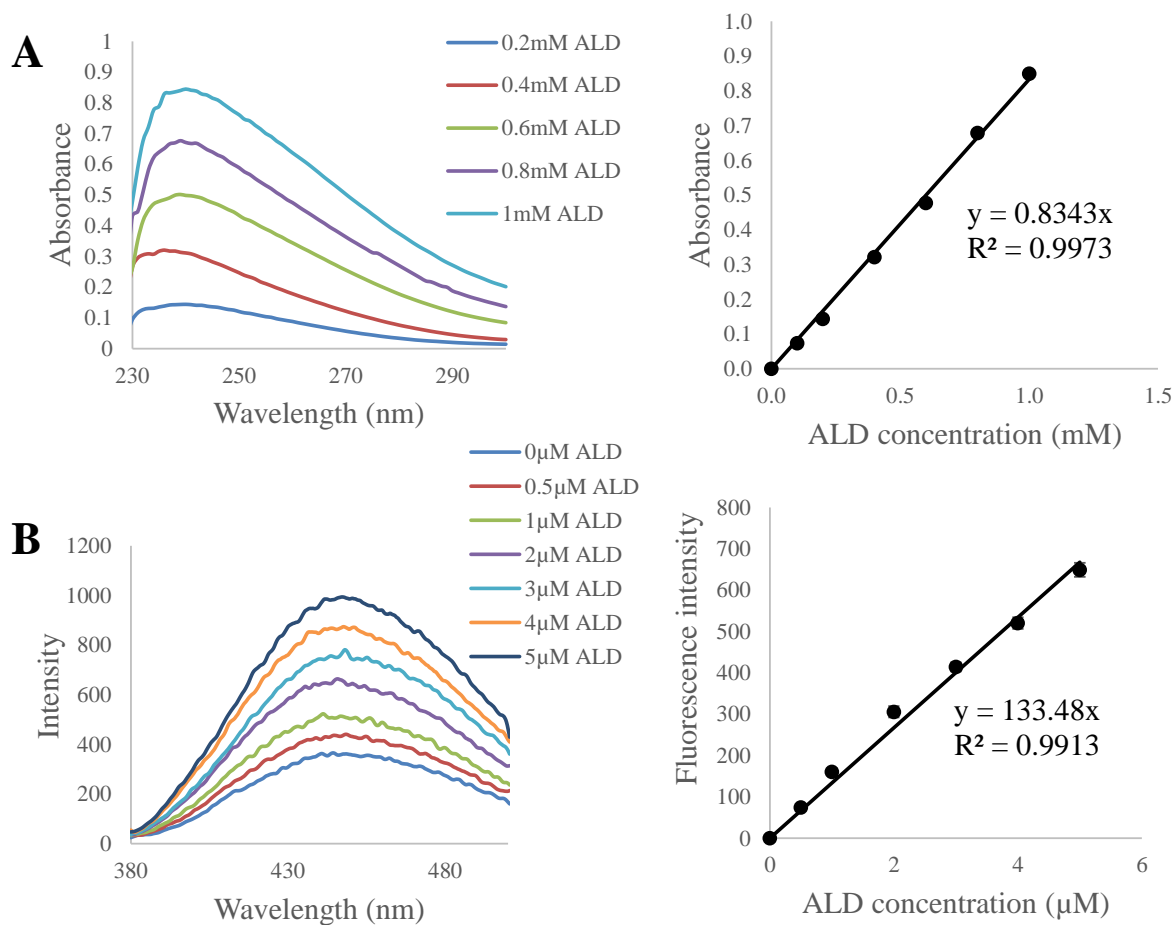 A
1
0.9
0.8
0.7
0.6
0.5
0.4
0.3
0.2
0.1
0
Absorbance
230
250
270
290
Wavelength (nm)
0.2mM ALD
0.4mM ALD
0.6mM ALD
0.8mM ALD
1mM ALD
1.0
0.9
0.8
0.7
0.6
0.5
0.4
0.3
0.2
0.1
0.0
Absorbance
y = 0.8343x
R² = 0.9973
0.0
0.5
1.0
1.5
ALD concentration (mM)
B
0µM ALD
0.5µM ALD
1µM ALD
2µM ALD
3µM ALD
4µM ALD
5µM ALD
1200
1000
800
600
400
200
0
Intensity
380
430
480
Wavelength (nm)
800
700
600
500
400
300
200
100
0
Fluorescence intensity
y = 133.48x
R² = 0.9913
0
2
4
6
ALD concentration (µM)